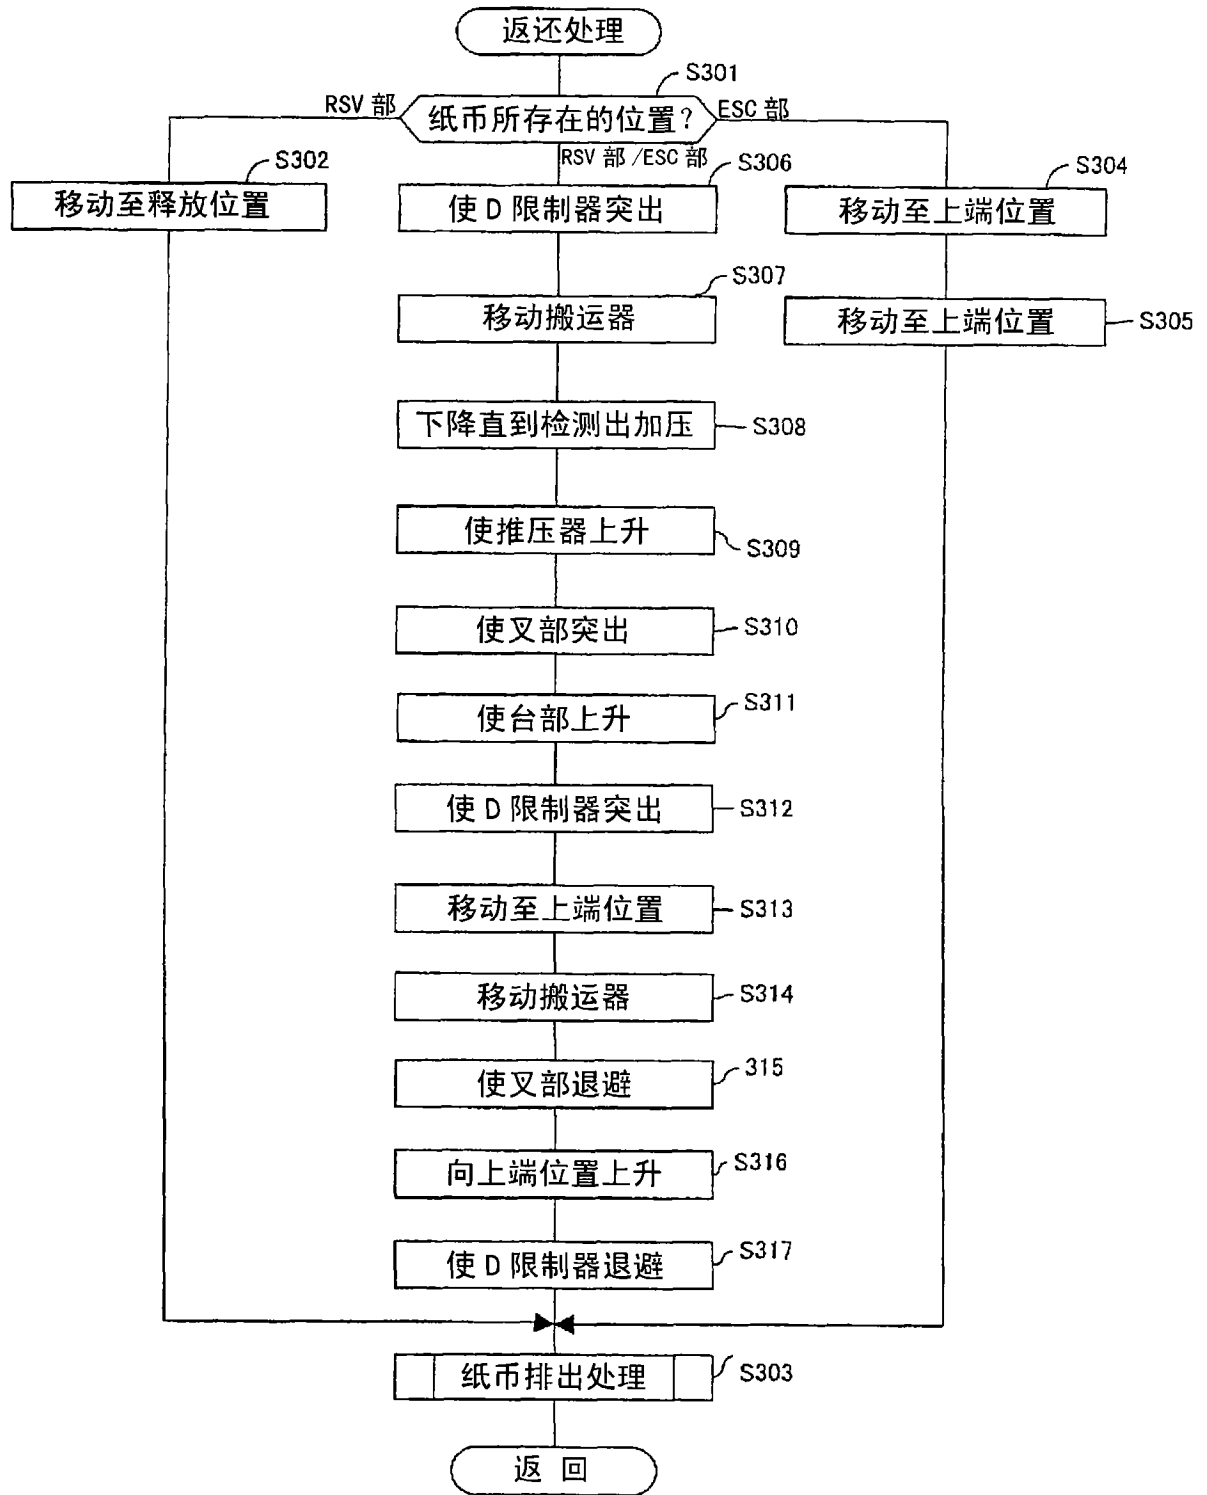 返还处理
S301
RSV 部
纸币所存在的位置?
ESC 部
RSV 部/ESC 部
S302
移动至释放位置
S306
使 D 限制器突出
S304
移动至上端位置
S307
移动搬运器
移动至上端位置
S305
下降直到检测出加压
S308
使推压器上升
S309
使叉部突出
S310
使台部上升
S311
使 D 限制器突出
S312
移动至上端位置
S313
移动搬运器
S314
使叉部退避
315
向上端位置上升
S316
使 D 限制器退避
S317
纸币排出处理
S303
返 回